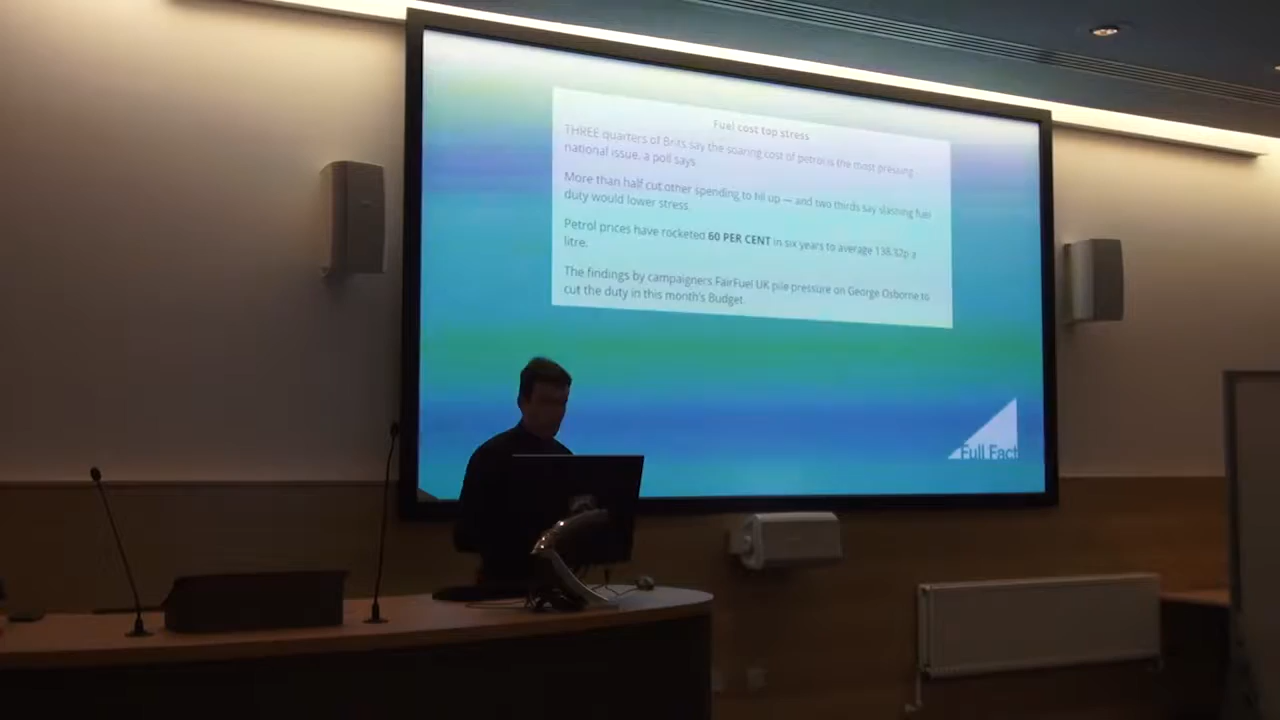 Fuel cost top stress
THREE quarters of Brits say the soaring cost of petrol is the most pressing
national issue, a poll says.
More than half cut other spending to fill up — and two thirds say slashing fuel
duty would lower stress.
Petrol prices have rocketed 60 PER CENT in six years to average 138.32p a
litre.
The findings by campaigners FairFuel UK pile pressure on George Osborne to
cut the duty in this month's Budget.
Full Fact